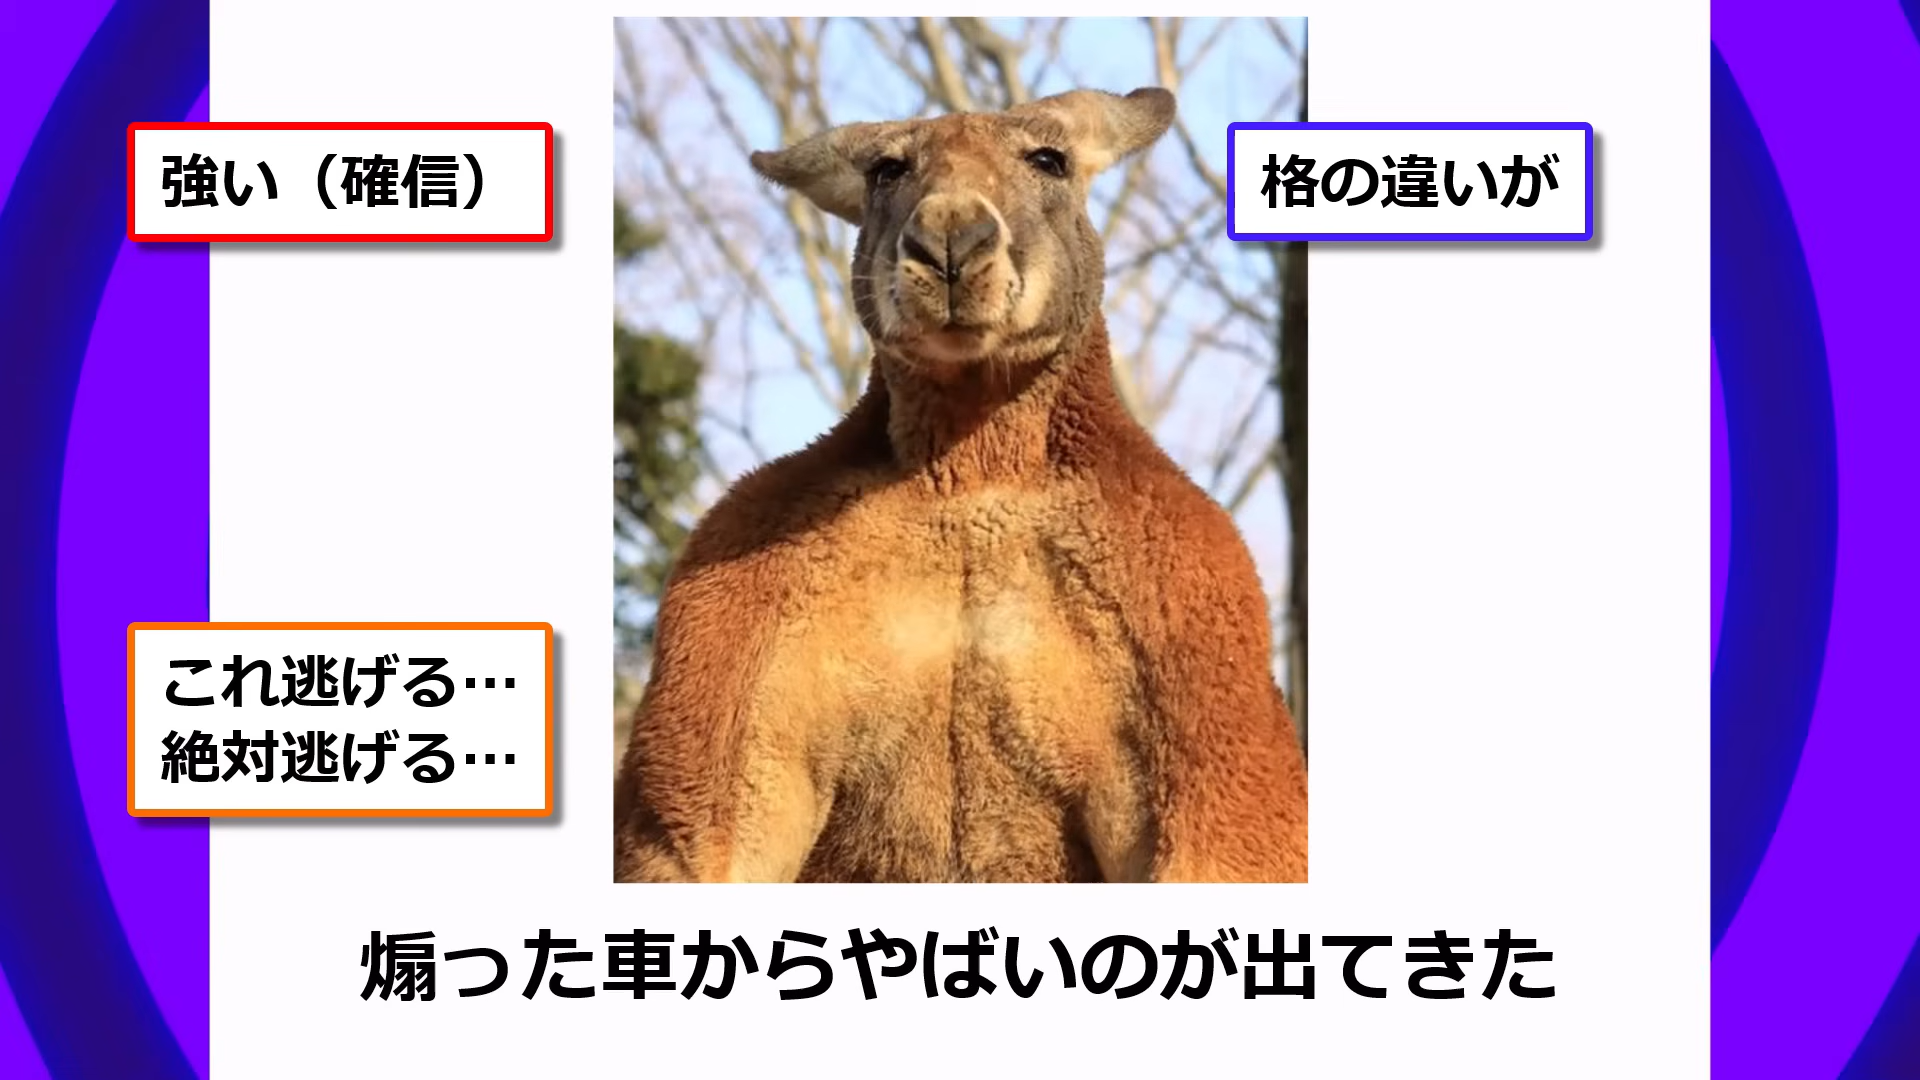 強い（確信）
格の違いが
これ逃げる…
絶対逃げる…
煽った車からやばいのが出てきた